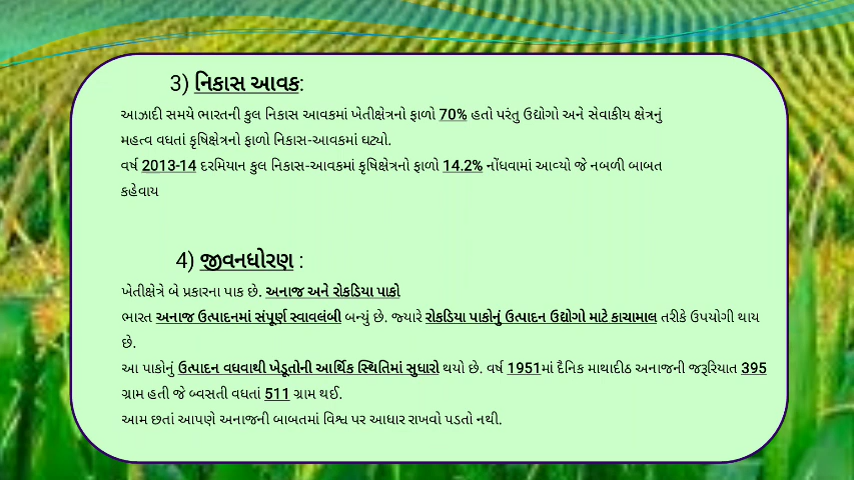 3) નિકાસ આવક:
આઝાદી સમયે ભારતની કુલ નિકાસ આવકમાં ખેતીક્ષેત્રનો ફાળો 70% હતો પરંતુ ઉદ્યોગો અને સેવાકીય ક્ષેત્રનું
મહત્વ વધતાં કૃષિક્ષેત્રનો ફાળો નિકાસ-આવકમાં ઘટ્યો.
વર્ષ 2013-14 દરમિયાન કુલ નિકાસ-આવકમાં કૃષિક્ષેત્રનો ફાળો 14.2% નોંધવામાં આવ્યો જે નબળી બાબત
કહેવાય
4) જીવનધોરણ :
ખેતીક્ષેત્રે બે પ્રકારના પાક છે. અનાજ અને રોકડિયા પાકો
ભારત અનાજ ઉત્પાદનમાં સંપૂર્ણ સ્વાવલંબી બન્યું છે. જ્યારે રોકડિયા પાકોનું ઉત્પાદન ઉદ્યોગો માટે કાચામાલ તરીકે ઉપયોગી થાય
છે.
આ પાકોનું ઉત્પાદન વધવાથી ખેડૂતોની આર્થિક સ્થિતિમાં સુધારો થયો છે. વર્ષ 1951માં દૈનિક માથાદીઠ અનાજની જરૂરિયાત 395
ગ્રામ હતી જે બ્વસતી વધતાં 511 ગ્રામ થઈ.
આમ છતાં આપણે અનાજની બાબતમાં વિશ્વ પર આધાર રાખવો પડતો નથી.